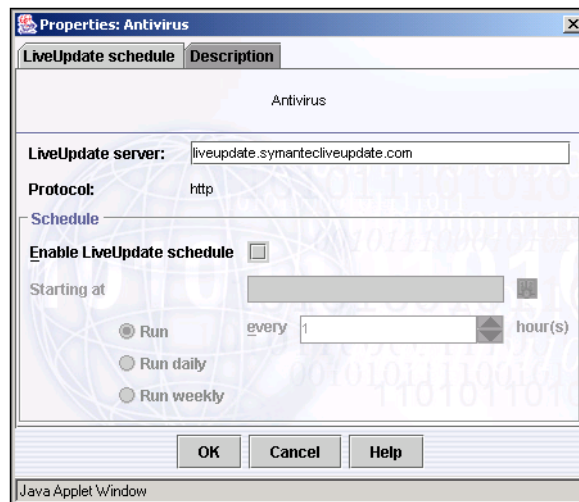 Properties: Antivirus
LiveUpdate schedule Description
Antivirus
LiveUpdate server: liveupdate.symantecliveupdate.com
Protocol: http
Schedule
Enable LiveUpdate schedule
Starting at
Run every 1 hour(s)
Run daily
Run weekly
OK Cancel Help
Java Applet Window